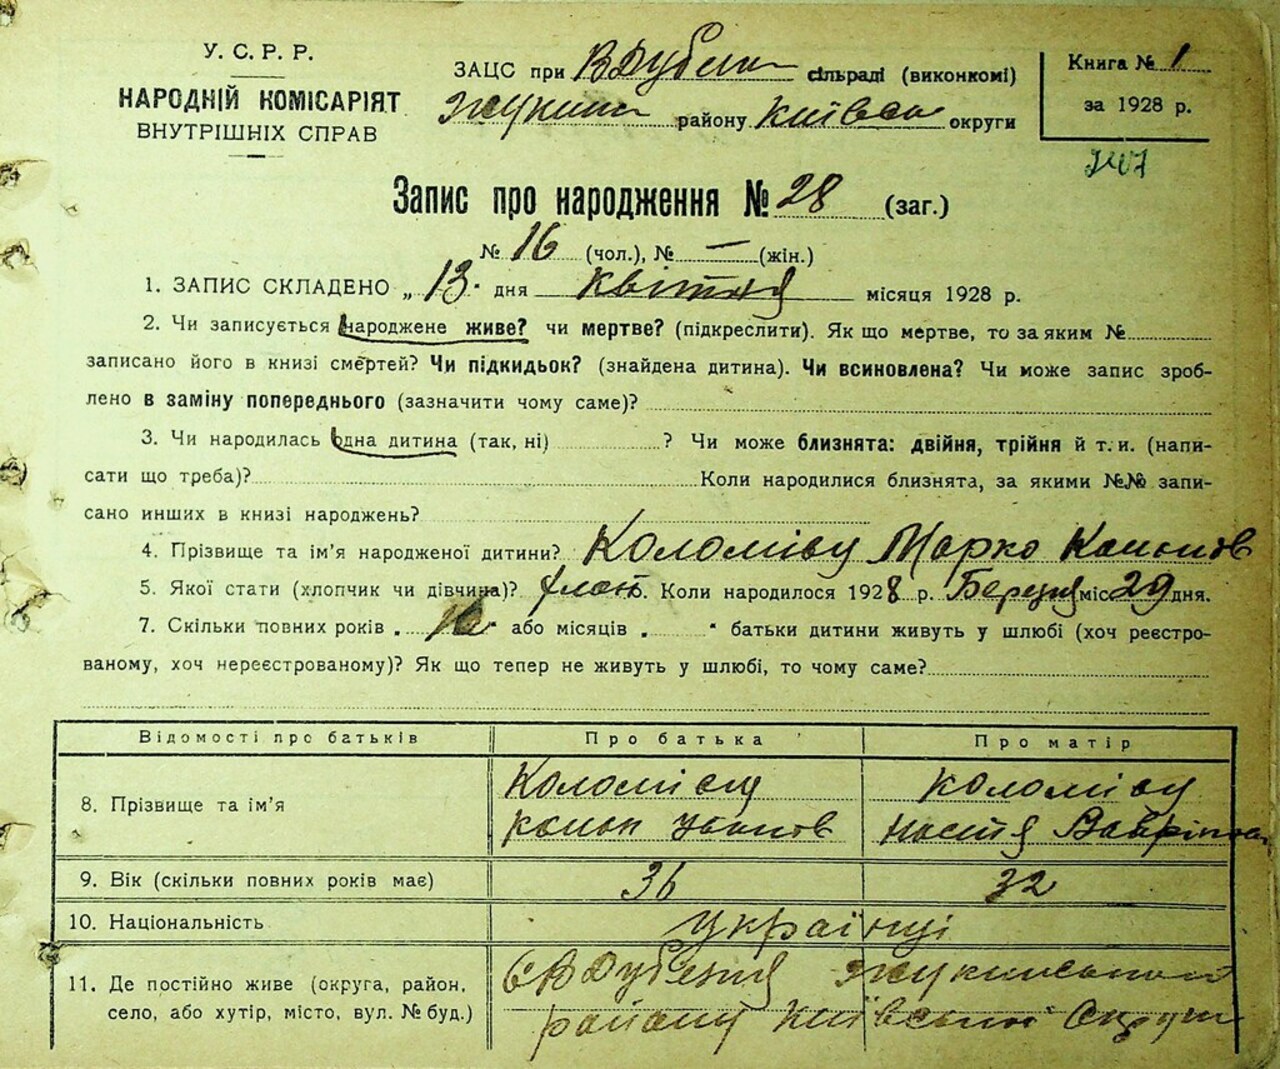 У. С. Р. Р.
НАРОДНІЙ КОМІСАРІЯТ
ВНУТРІШНІХ СПРАВ
ЗАЦС при сільраді (виконкомі)
району Київськ округи
Книга № 1
за 1928 р.
Запис про народження № 28 (заг.)
№ 16 (чол.), № — (жін.)
1. ЗАПИС СКЛАДЕНО „ 13. дня Квітня місяця 1928 р.
2. Чи записується народжене живе? чи мертве? (підкреслити). Як що мертве, то за яким №
записано його в книзі смертей? Чи підкидьок? (знайдена дитина). Чи всиновлена? Чи може запис зроб-
лено в заміну попереднього (зазначити чому саме)?
3. Чи народилась одна дитина (так, ні) ? Чи може близнята: двійня, трійня й т. и. (напи-
сати що треба)? Коли народилися близнята, за якими №№ запи-
сано инших в книзі народжень?
4. Прізвище та ім'я народженої дитини? Коломієць Марко
5. Якої стати (хлопчик чи дівчина)? Коли народилося 1928 р. Березня міс 29 дня.
7. Скільки повних років „ або місяців „ " батьки дитини живуть у шлюбі (хоч реєстро-
ваному, хоч нереєстрованому)? Як що тепер не живуть у шлюбі, то чому саме?
Відомості про батьків Про батька Про матір
8. Прізвище та ім'я Коломієць Коломієць
Настя
9. Вік (скільки повних років має) 36 32
10. Національність українці
11. Де постійно живе (округа, район,
село, або хутір, місто, вул. № буд.) району Київської Округи